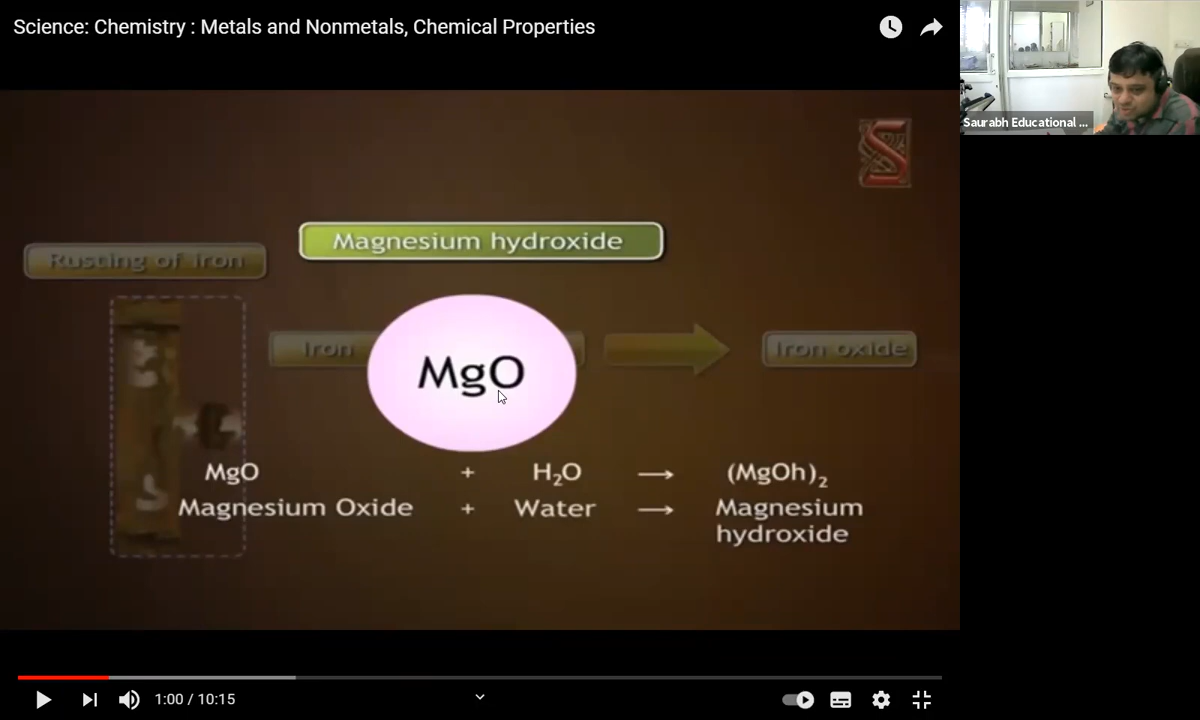 Science: Chemistry : Metals and Nonmetals, Chemical Properties
Saurabh Educational ...
S
Magnesium hydroxide
Rusting of iron
Iron
Iron oxide
MgO
MgO + H₂O → (MgOh)₂
Magnesium Oxide + Water → Magnesium
hydroxide
1:00 / 10:15